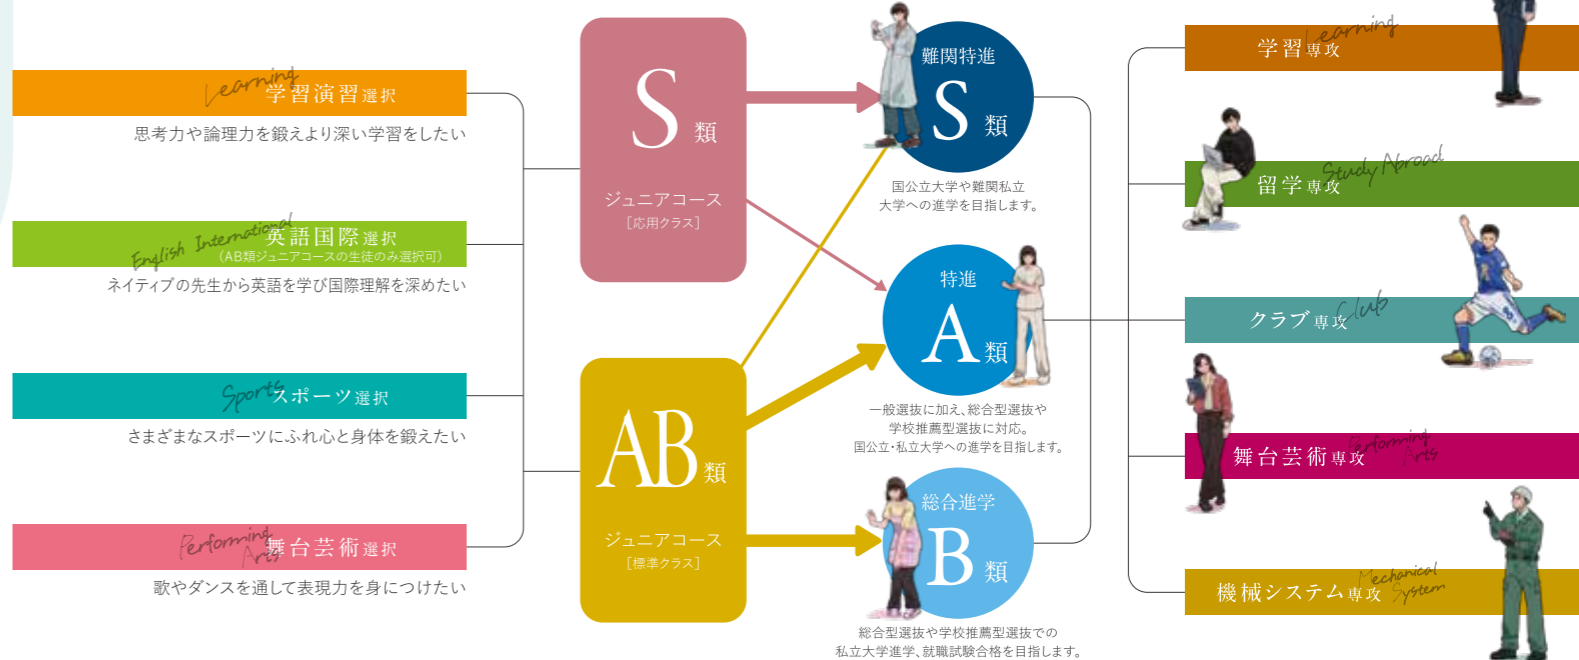 Learning
学習演習選択
思考力や論理力を鍛えより深い学習をしたい
English International
英語国際選択
（AB類ジュニアコースの生徒のみ選択可）
ネイティブの先生から英語を学び国際理解を深めたい
Sports
スポーツ選択
さまざまなスポーツにふれ心と身体を鍛えたい
Performing
Arts
舞台芸術選択
歌やダンスを通して表現力を身につけたい
S類
ジュニアコース
［応用クラス］
AB類
ジュニアコース
［標準クラス］
難関特進
S類
国公立大学や難関私立
大学への進学を目指します。
特進
A類
一般選抜に加え、総合型選抜や
学校推薦型選抜に対応。
国公立・私立大学への進学を目指します。
総合進学
B類
総合型選抜や学校推薦型選抜での
私立大学進学、就職試験合格を目指します。
Learning
学習専攻
Study Abroad
留学専攻
Club
クラブ専攻
Performing
Arts
舞台芸術専攻
Mechanical
System
機械システム専攻